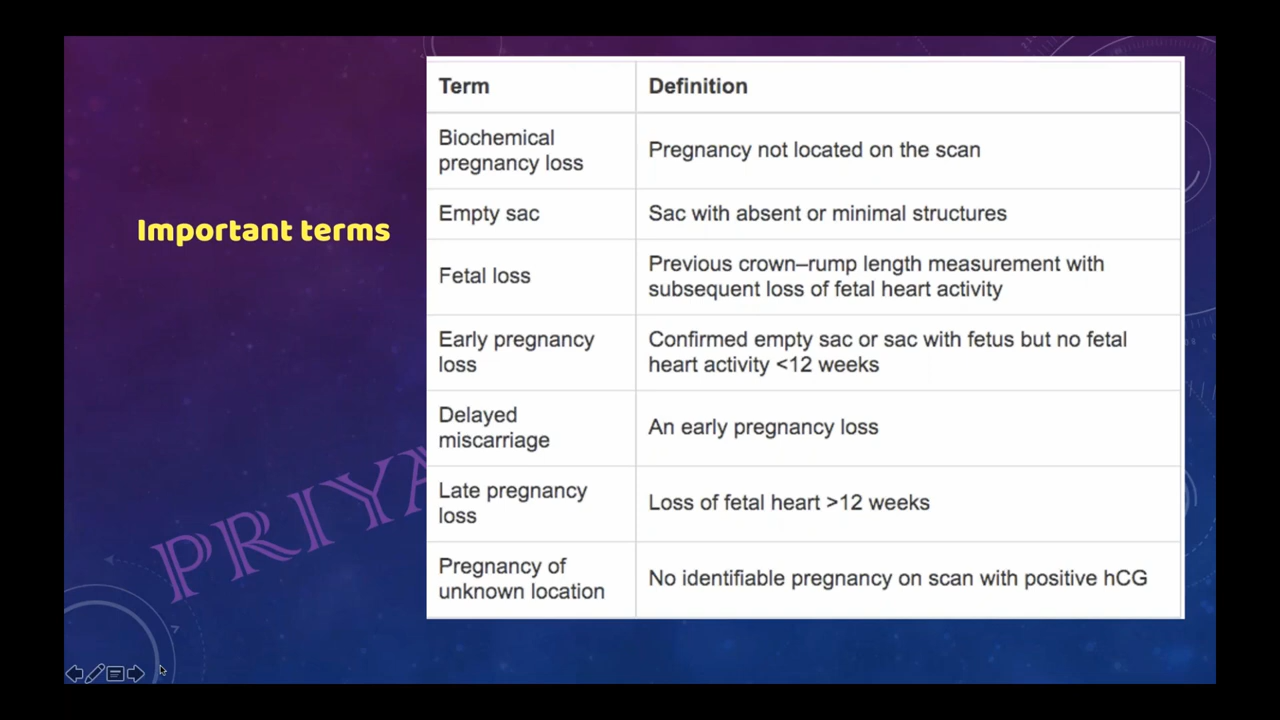 Important terms
Term Definition
Biochemical
pregnancy loss
Pregnancy not located on the scan
Empty sac Sac with absent or minimal structures
Fetal loss
Previous crown–rump length measurement with
subsequent loss of fetal heart activity
Early pregnancy
loss
Confirmed empty sac or sac with fetus but no fetal
heart activity <12 weeks
Delayed
miscarriage
An early pregnancy loss
Late pregnancy
loss
Loss of fetal heart >12 weeks
Pregnancy of
unknown location
No identifiable pregnancy on scan with positive hCG
PRIYA